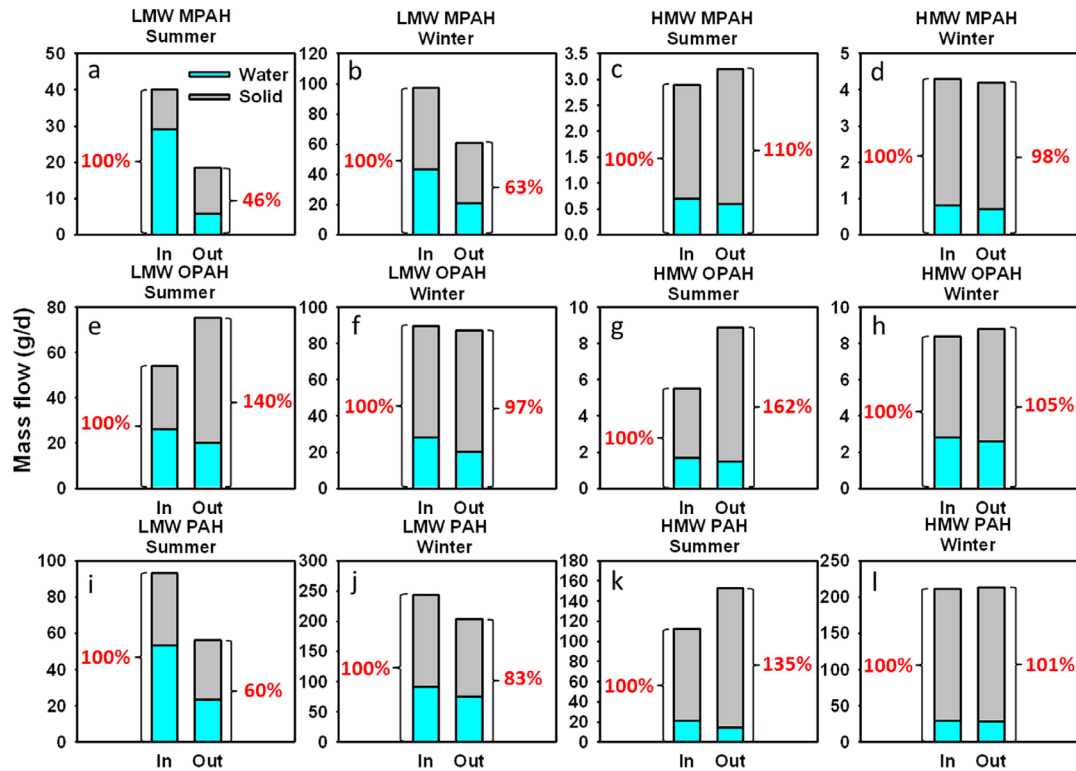 LMW MPAH
Summer
LMW MPAH
Winter
HMW MPAH
Summer
HMW MPAH
Winter
a
50
40
30
20
10
0
Water
Solid
100%
46%
In Out
b
120
100
80
60
40
20
0
100%
63%
In Out
c
3.5
3.0
2.5
2.0
1.5
1.0
0.5
0.0
100%
110%
In Out
d
5
4
3
2
1
0
100%
98%
In Out
Mass flow (g/d)
LMW OPAH
Summer
LMW OPAH
Winter
HMW OPAH
Summer
HMW OPAH
Winter
e
80
60
40
20
0
100%
140%
In Out
f
100
80
60
40
20
0
100%
97%
In Out
g
10
8
6
4
2
0
100%
162%
In Out
h
10
8
6
4
2
0
100%
105%
In Out
LMW PAH
Summer
LMW PAH
Winter
HMW PAH
Summer
HMW PAH
Winter
i
100
80
60
40
20
0
100%
60%
In Out
j
300
250
200
150
100
50
0
100%
83%
In Out
k
180
160
140
120
100
80
60
40
20
0
100%
135%
In Out
l
250
200
150
100
50
0
100%
101%
In Out